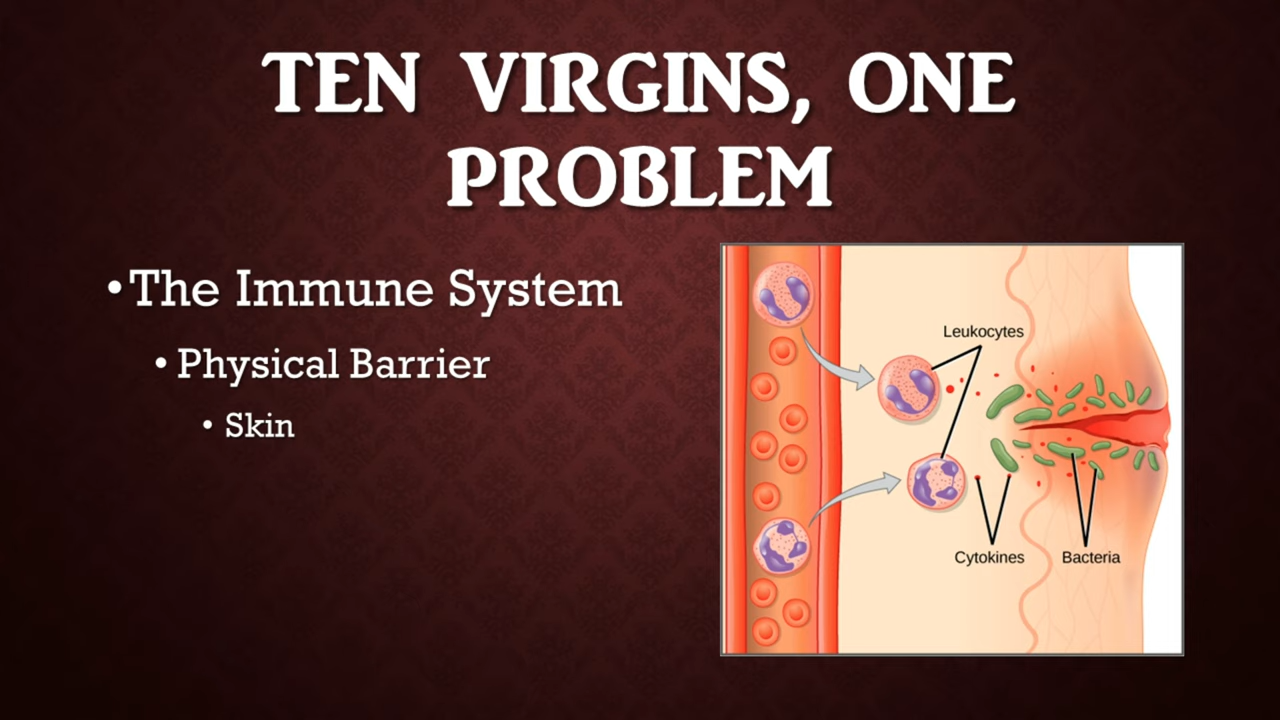 TEN VIRGINS, ONE
PROBLEM
•The Immune System
• Physical Barrier
• Skin
Leukocytes
Cytokines
Bacteria